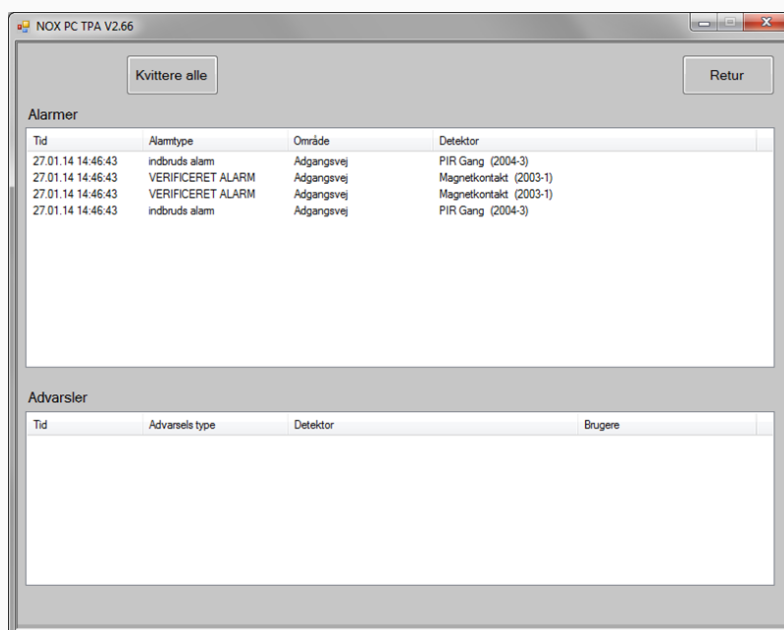 NOX PC TPA V2.66
Kvittere alle Retur
Alarmer
Tid Alarmtype Område Detektor
27.01.14 14:46:43 indbruds alarm Adgangsvej PIR Gang (2004-3)
27.01.14 14:46:43 VERIFICERET ALARM Adgangsvej Magnetkontakt (2003-1)
27.01.14 14:46:43 VERIFICERET ALARM Adgangsvej Magnetkontakt (2003-1)
27.01.14 14:46:43 indbruds alarm Adgangsvej PIR Gang (2004-3)
Advarsler
Tid Advarsels type Detektor Brugere